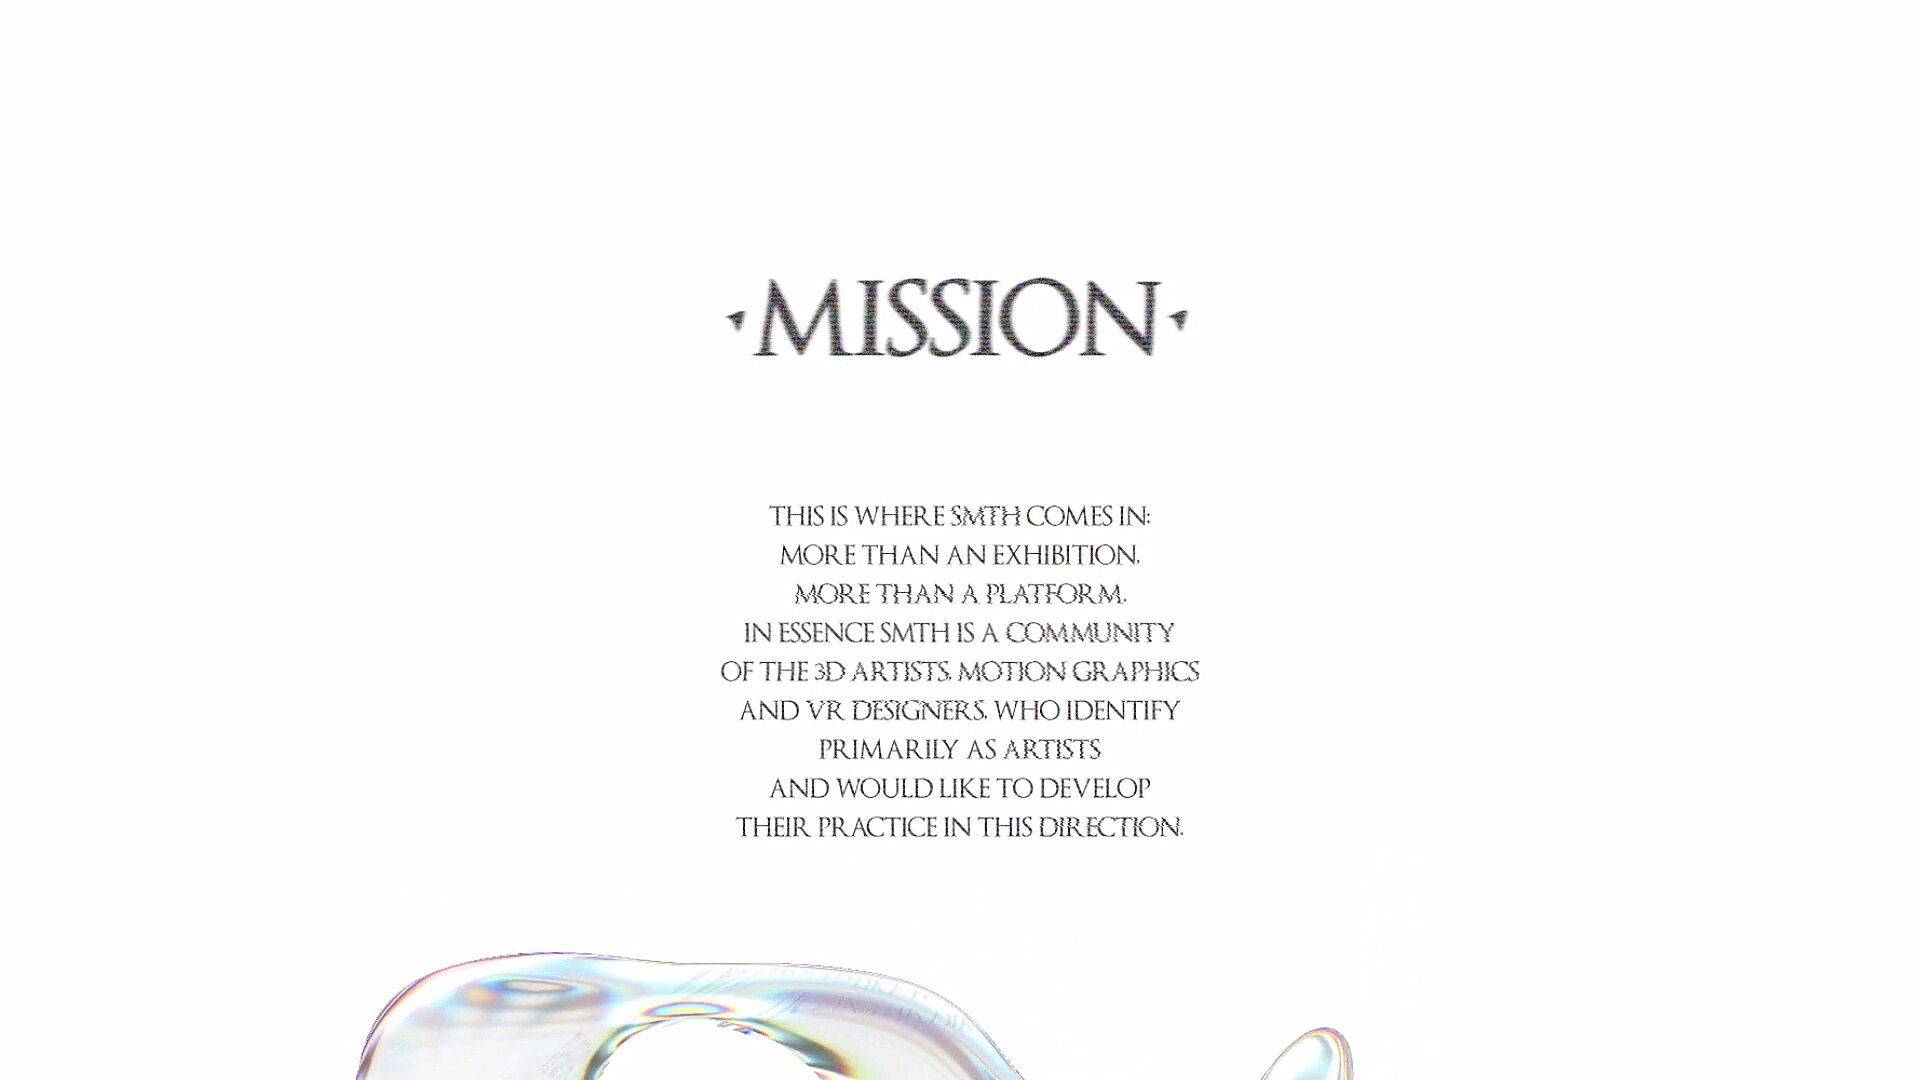 MISSION
THIS IS WHERE SMTH COMES IN:
MORE THAN AN EXHIBITION,
MORE THAN A PLATFORM.
IN ESSENCE SMTH IS A COMMUNITY
OF THE 3D ARTISTS, MOTION GRAPHICS
AND VR DESIGNERS, WHO IDENTIFY
PRIMARILY AS ARTISTS
AND WOULD LIKE TO DEVELOP
THEIR PRACTICE IN THIS DIRECTION.